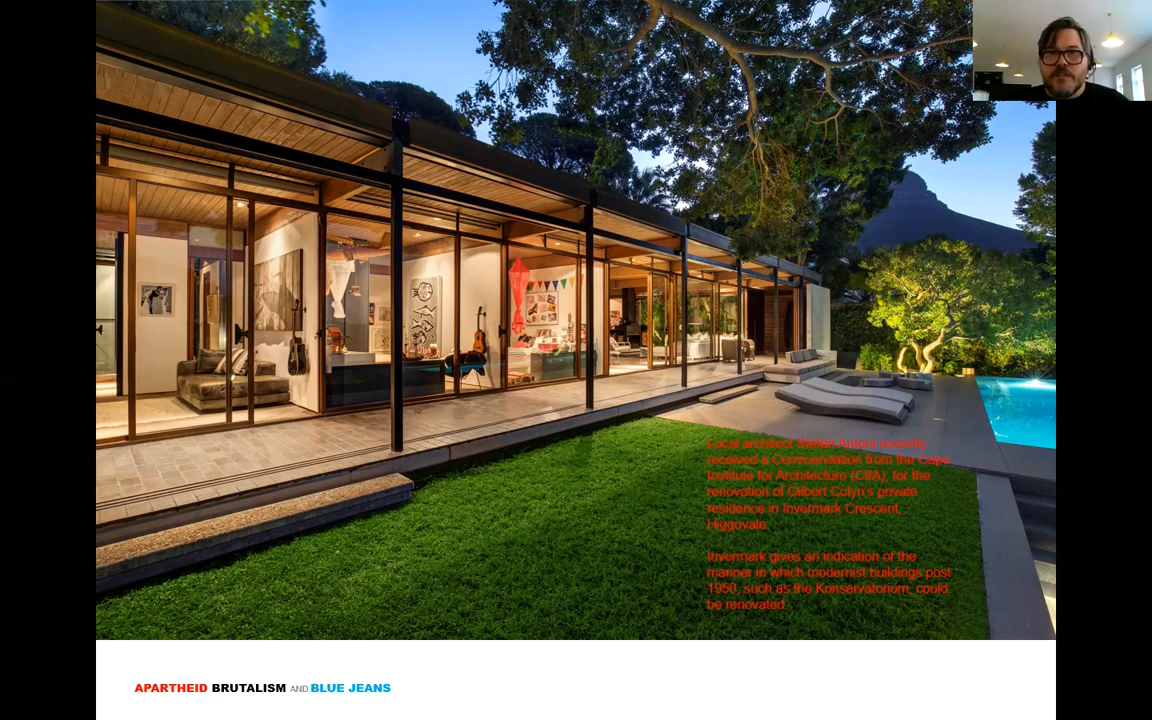 Local architect Stefan Antoni recently
received a Commendation from the Cape
Institute for Architecture (CIfA), for the
renovation of Gilbert Colyn's private
residence in Invermark Crescent,
Higgovale.
Invermark gives an indication of the
manner in which modernist buildings post
1950, such as the Konservatorium, could
be renovated.
APARTHEID BRUTALISM AND BLUE JEANS